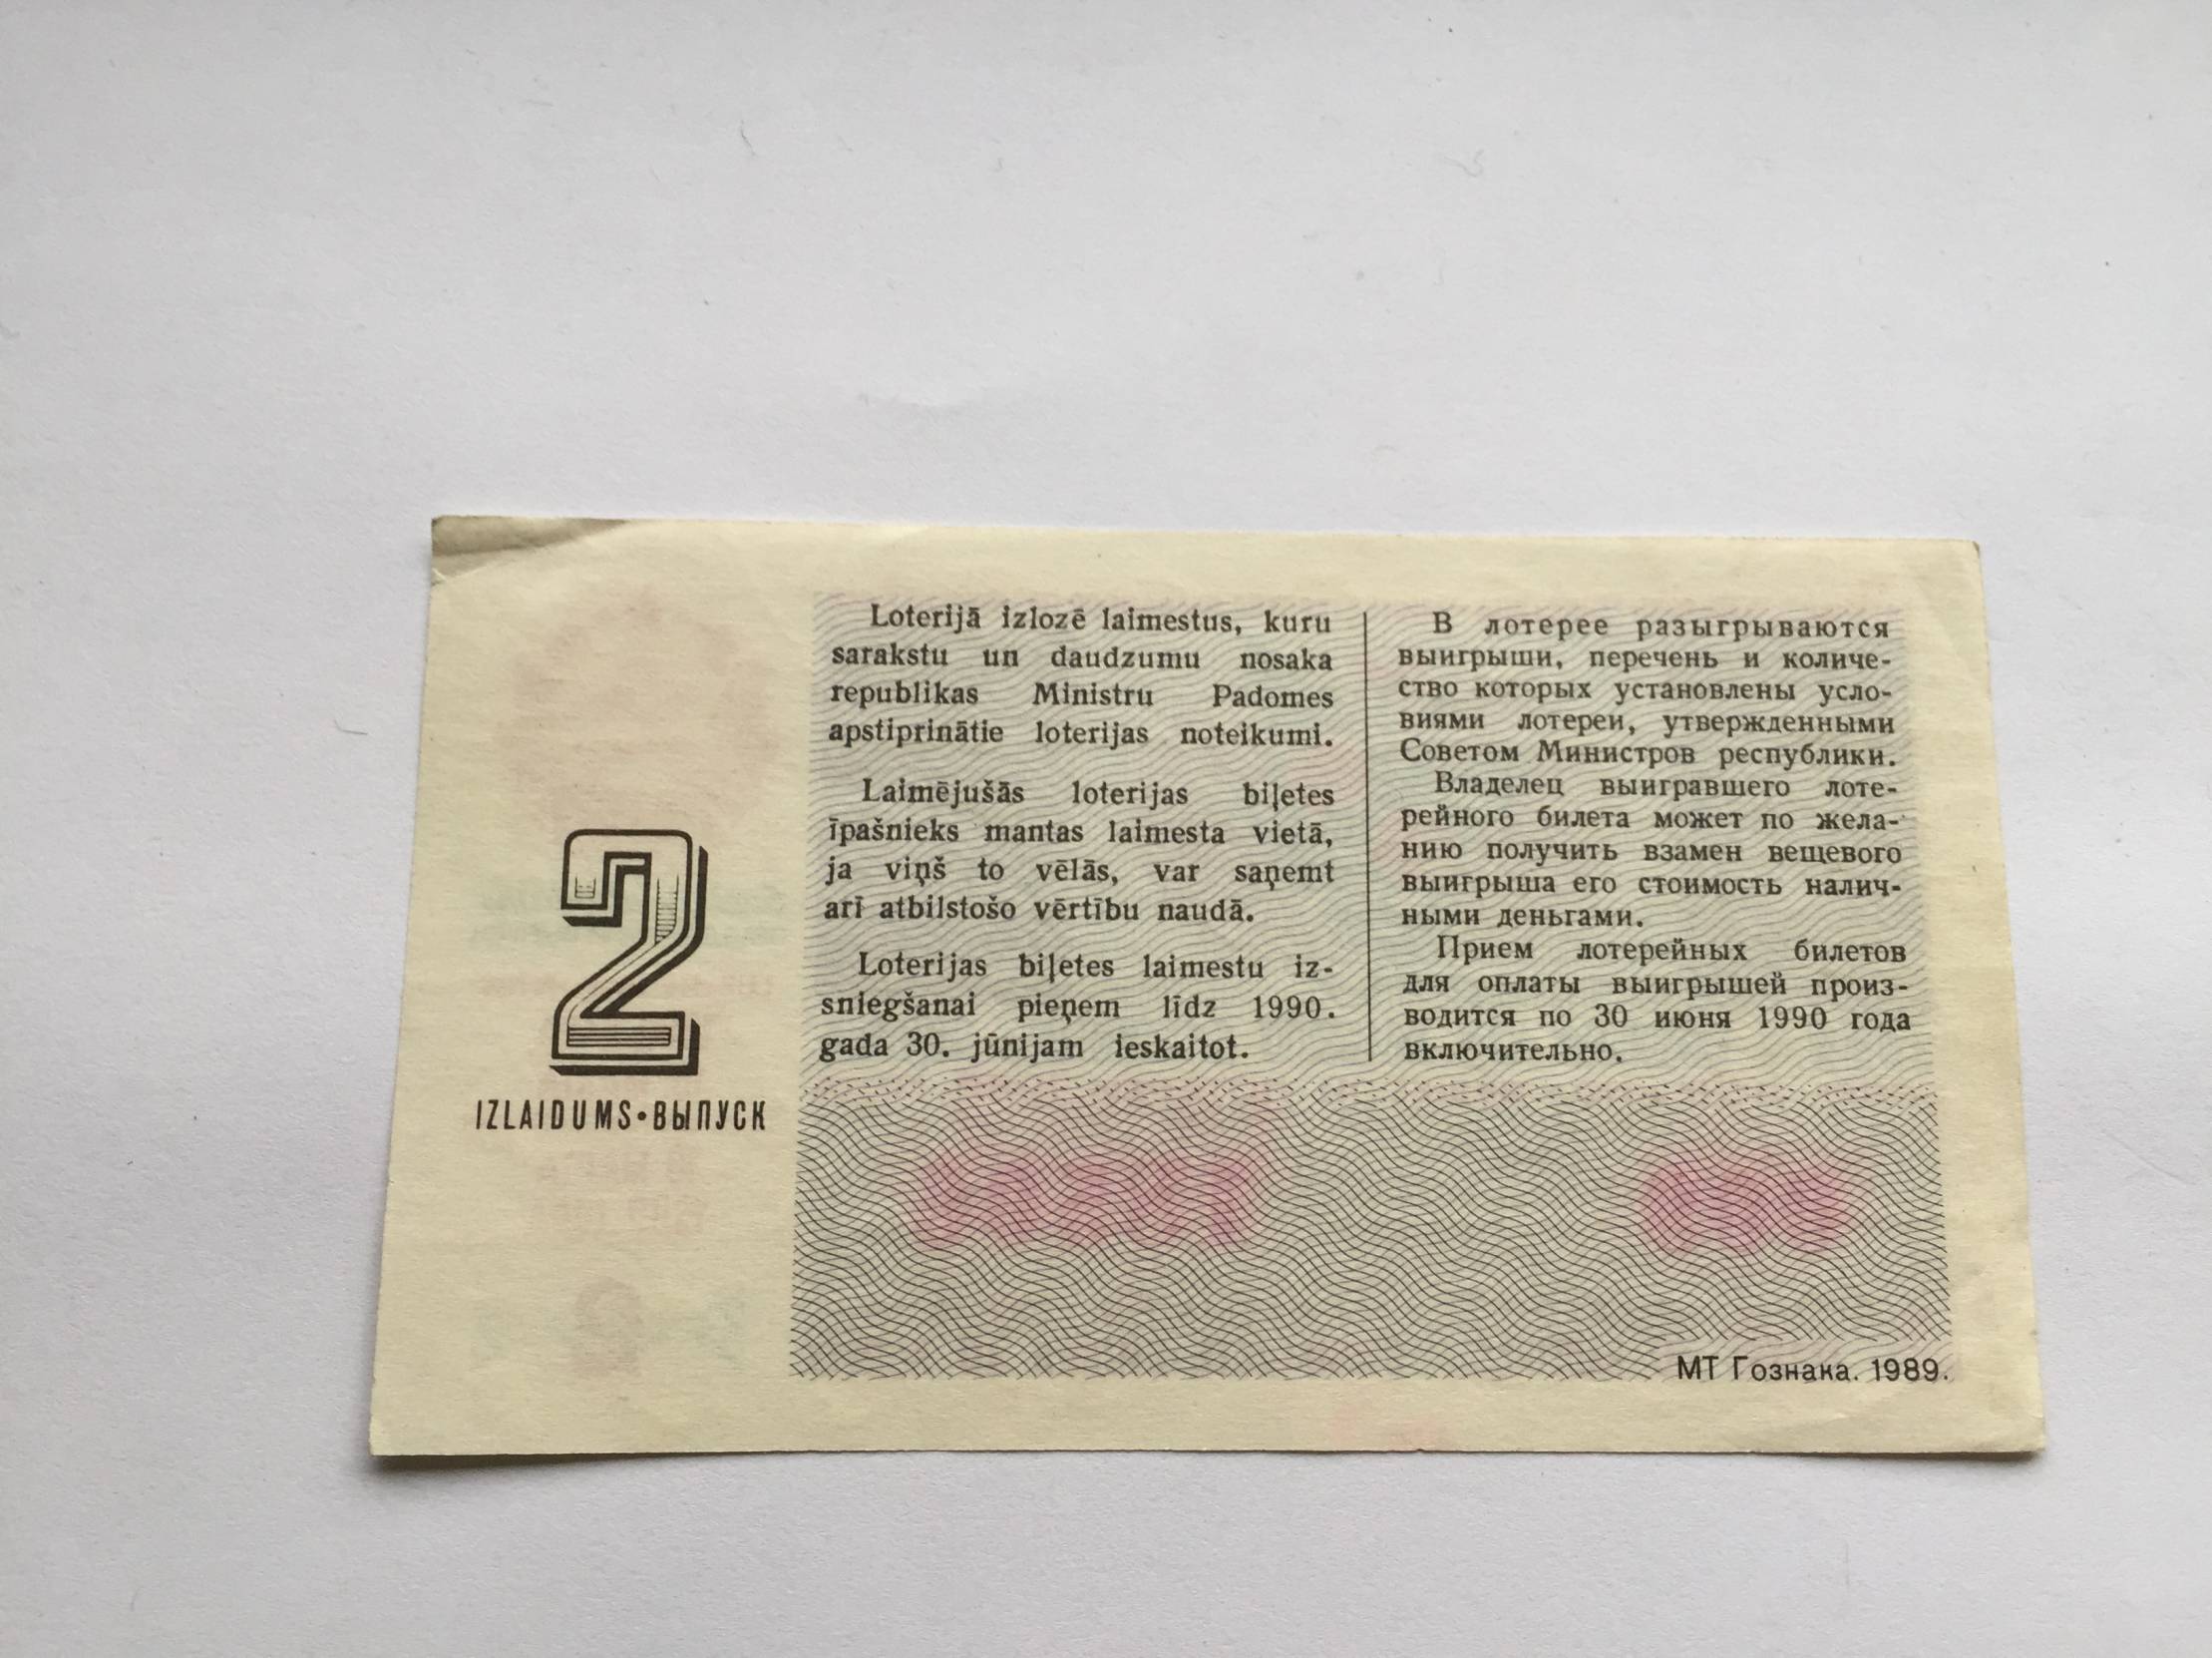 2
IZLAIDUMS•ВЫПУСК
Loterijā izlozē laimestus, kuru
sarakstu un daudzumu nosaka
republikas Ministru Padomes
apstiprinātie loterijas noteikumi.
Laimējušās loterijas biļetes
īpašnieks mantas laimesta vietā,
ja viņš to vēlās, var saņemt
arī atbilstošo vērtību naudā.
Loterijas biļetes laimestu iz-
sniegšanai pieņem līdz 1990.
gada 30. jūnijam ieskaitot.
В лотерее разыгрываются
выигрыши, перечень и количе-
ство которых установлены усло-
виями лотереи, утвержденными
Советом Министров республики.
Владелец выигравшего лоте-
рейного билета может по жела-
нию получить взамен вещевого
выигрыша его стоимость налич-
ными деньгами.
Прием лотерейных билетов
для оплаты выигрышей произ-
водится по 30 июня 1990 года
включительно.
МТ Гознака. 1989.